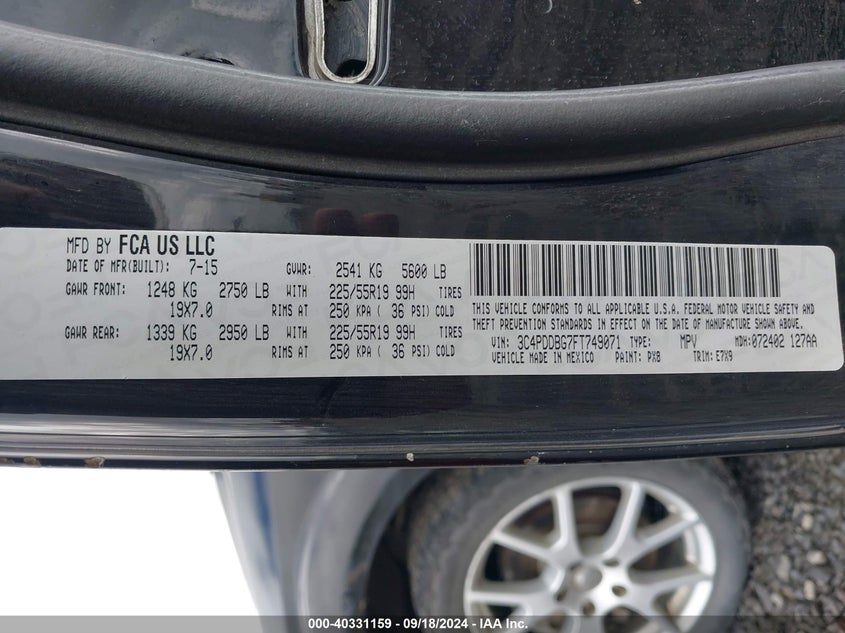 MFD BY FCA US LLC
DATE OF MFR(BUILT): 7-15 GVWR: 2541 KG 5600 LB
GAWR FRONT: 1248 KG 2750 LB WITH 225/55R19 99H TIRES
19X7.0 RIMS AT 250 KPA ( 36 PSI) COLD
GAWR REAR: 1339 KG 2950 LB WITH 225/55R19 99H TIRES
19X7.0 RIMS AT 250 KPA ( 36 PSI) COLD
THIS VEHICLE CONFORMS TO ALL APPLICABLE U.S.A. FEDERAL MOTOR VEHICLE SAFETY AND
THEFT PREVENTION STANDARDS IN EFFECT ON THE DATE OF MANUFACTURE SHOWN ABOVE.
VIN: 3C4PDDBG7FT749071 TYPE: MPV MDH:072402 127AA
VEHICLE MADE IN MEXICO PAINT: PX8 TRIM: E7X9
000-40331159 - 09/18/2024 - IAAI.com